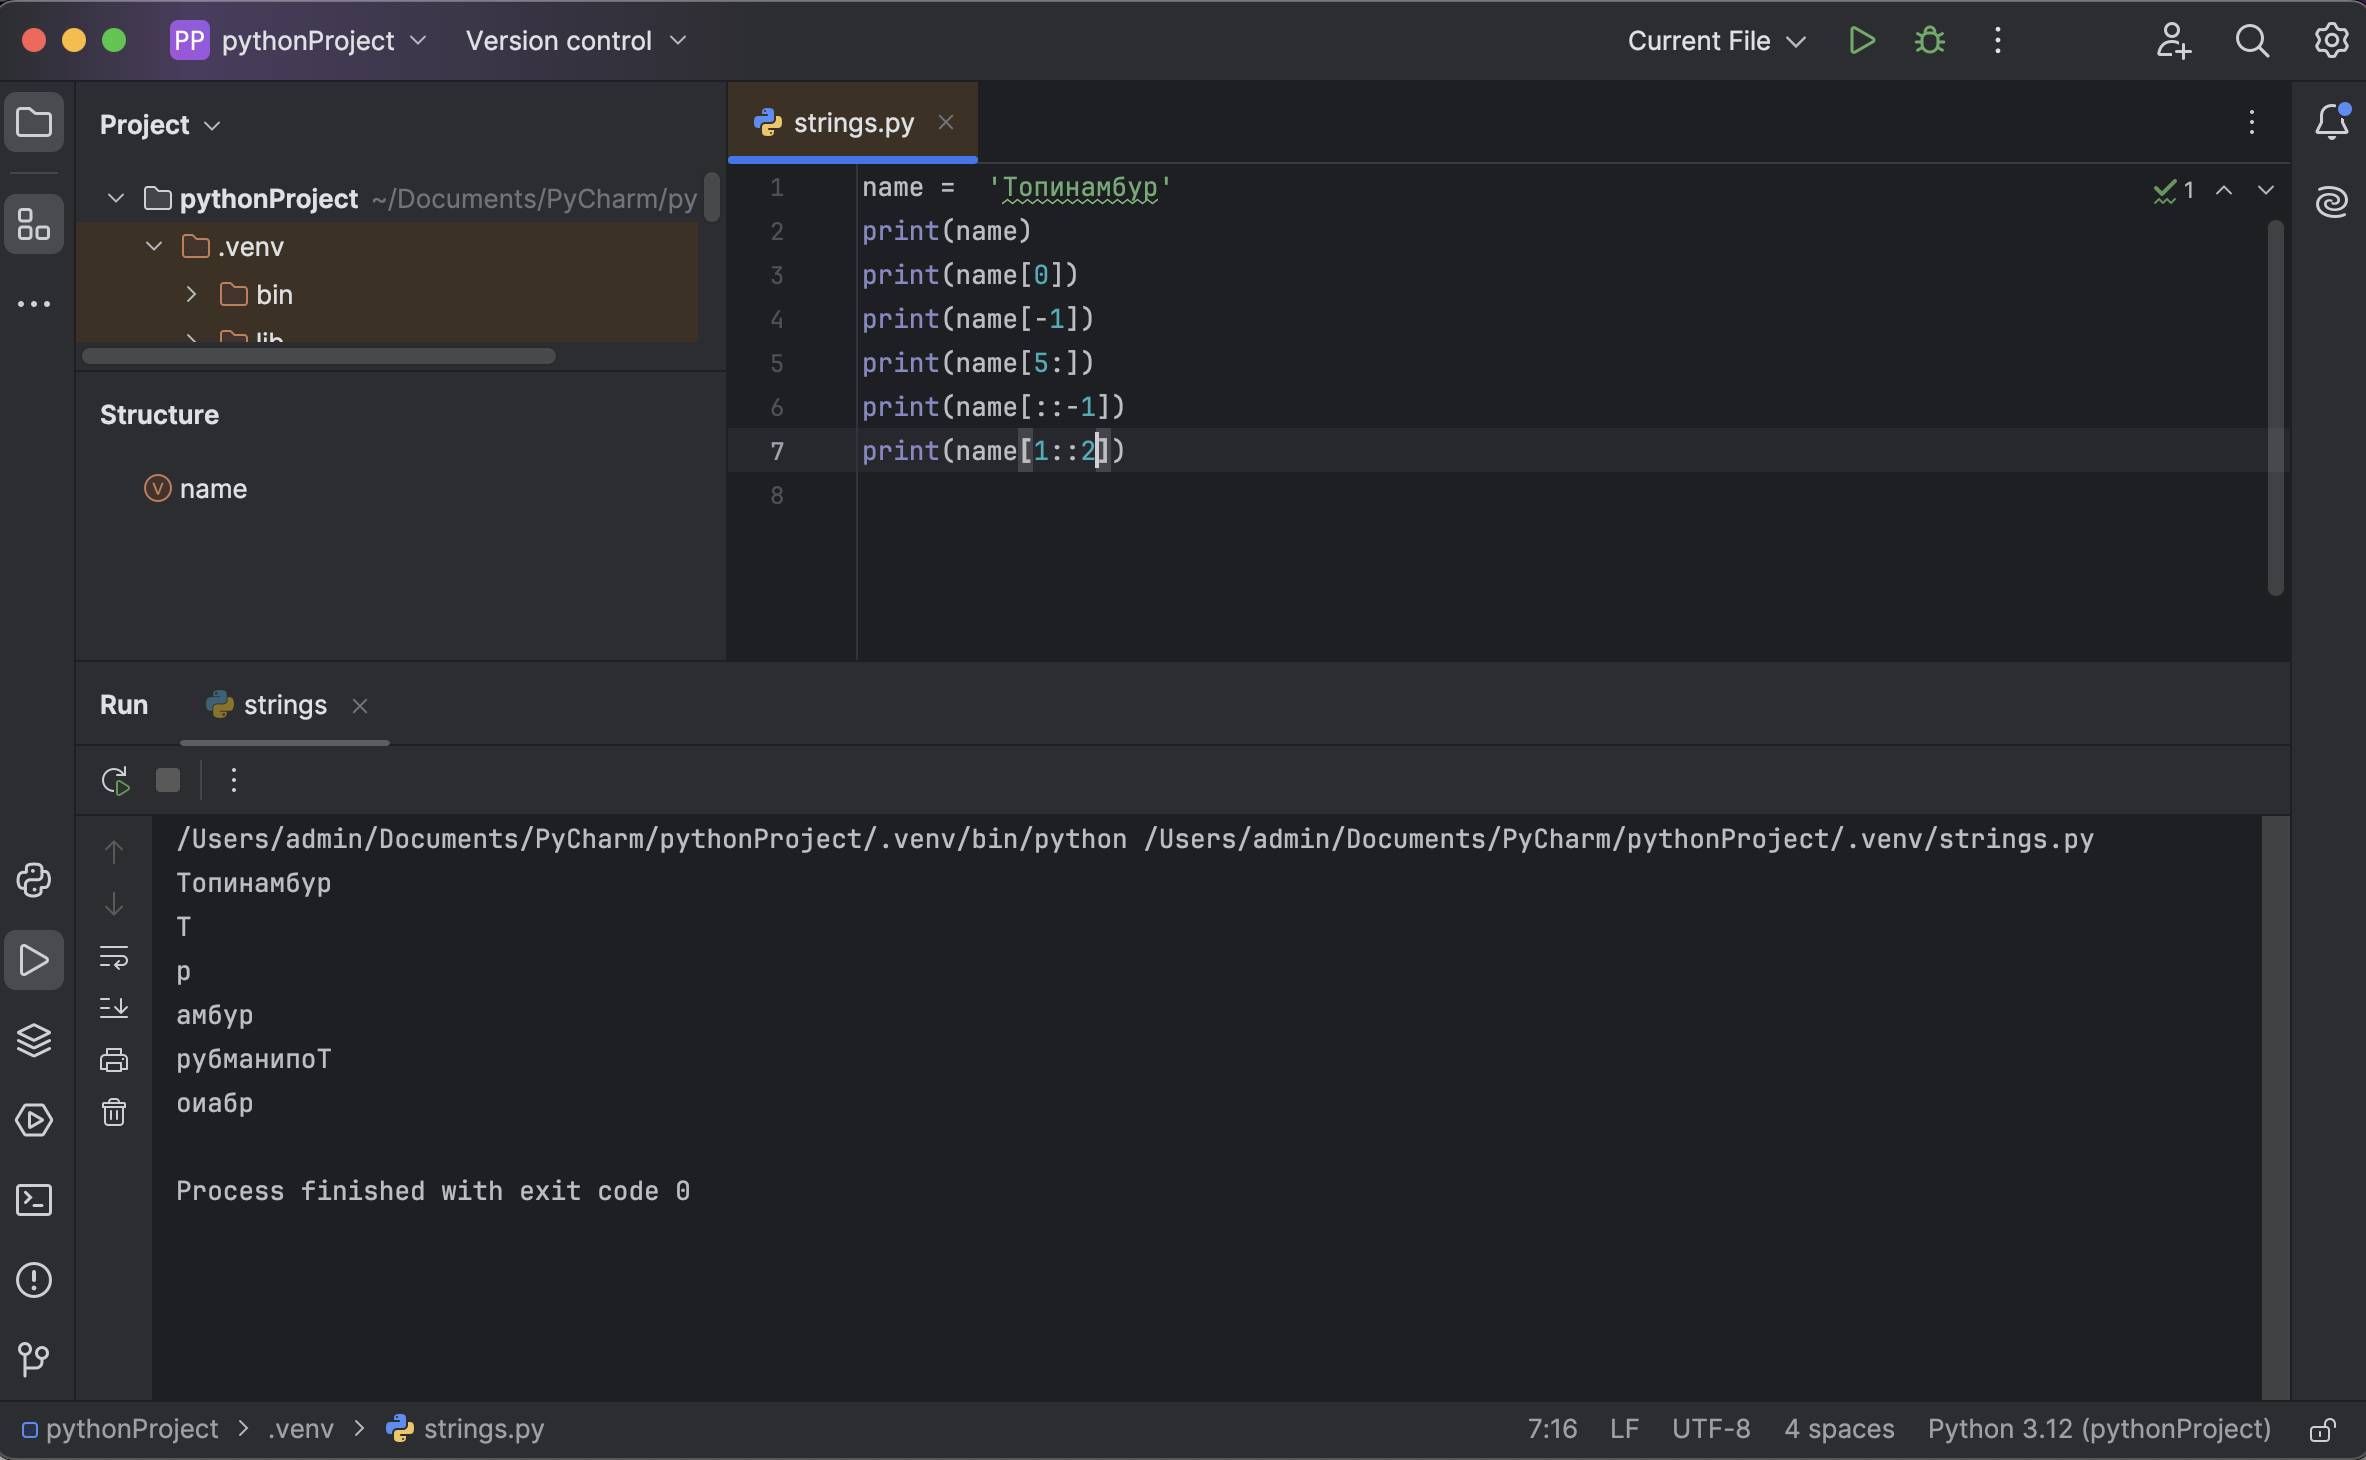 PP pythonProject Version control Current File
Project
pythonProject ~/Documents/PyCharm/py
.venv
bin
lib
Structure
name
strings.py
1 name =  'Топинамбур'
2 print(name)
3 print(name[0])
4 print(name[-1])
5 print(name[5:])
6 print(name[::-1])
7 print(name[1::2])
8
1
Run strings
/Users/admin/Documents/PyCharm/pythonProject/.venv/bin/python /Users/admin/Documents/PyCharm/pythonProject/.venv/strings.py
Топинамбур
Т
р
амбур
рубманипоТ
оиабр
Process finished with exit code 0
pythonProject > .venv > strings.py 7:16 LF UTF-8 4 spaces Python 3.12 (pythonProject)